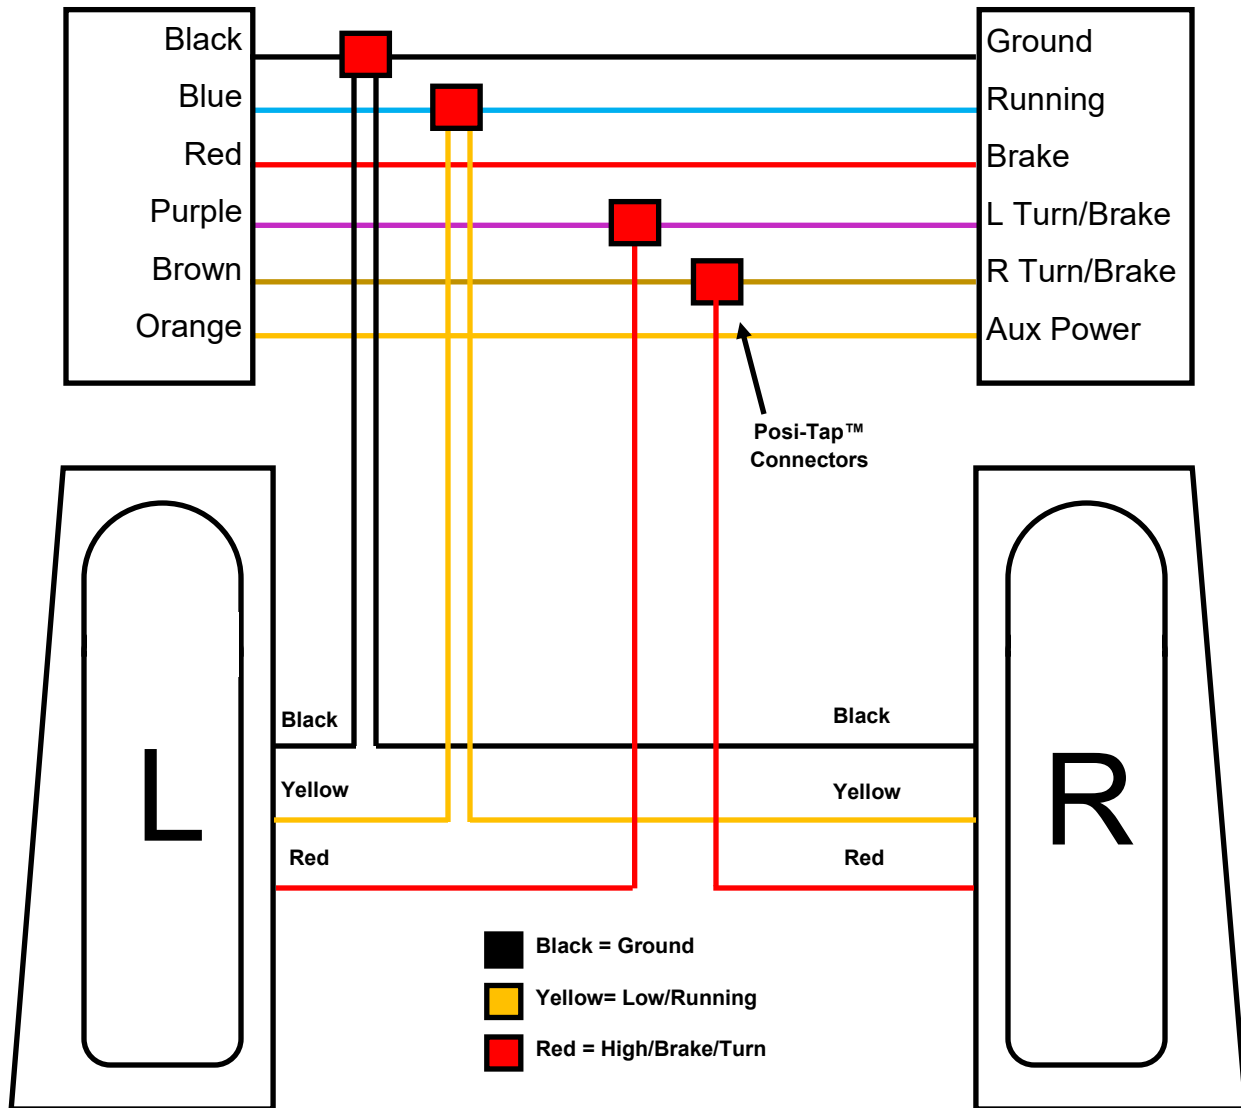 Black
Ground
Blue
Running
Red
Brake
Purple
L Turn/Brake
Brown
R Turn/Brake
Orange
Aux Power
Posi-Tap™
Connectors
Black
Black
Yellow
Yellow
Red
Red
L
R
Black = Ground
Yellow= Low/Running
Red = High/Brake/Turn